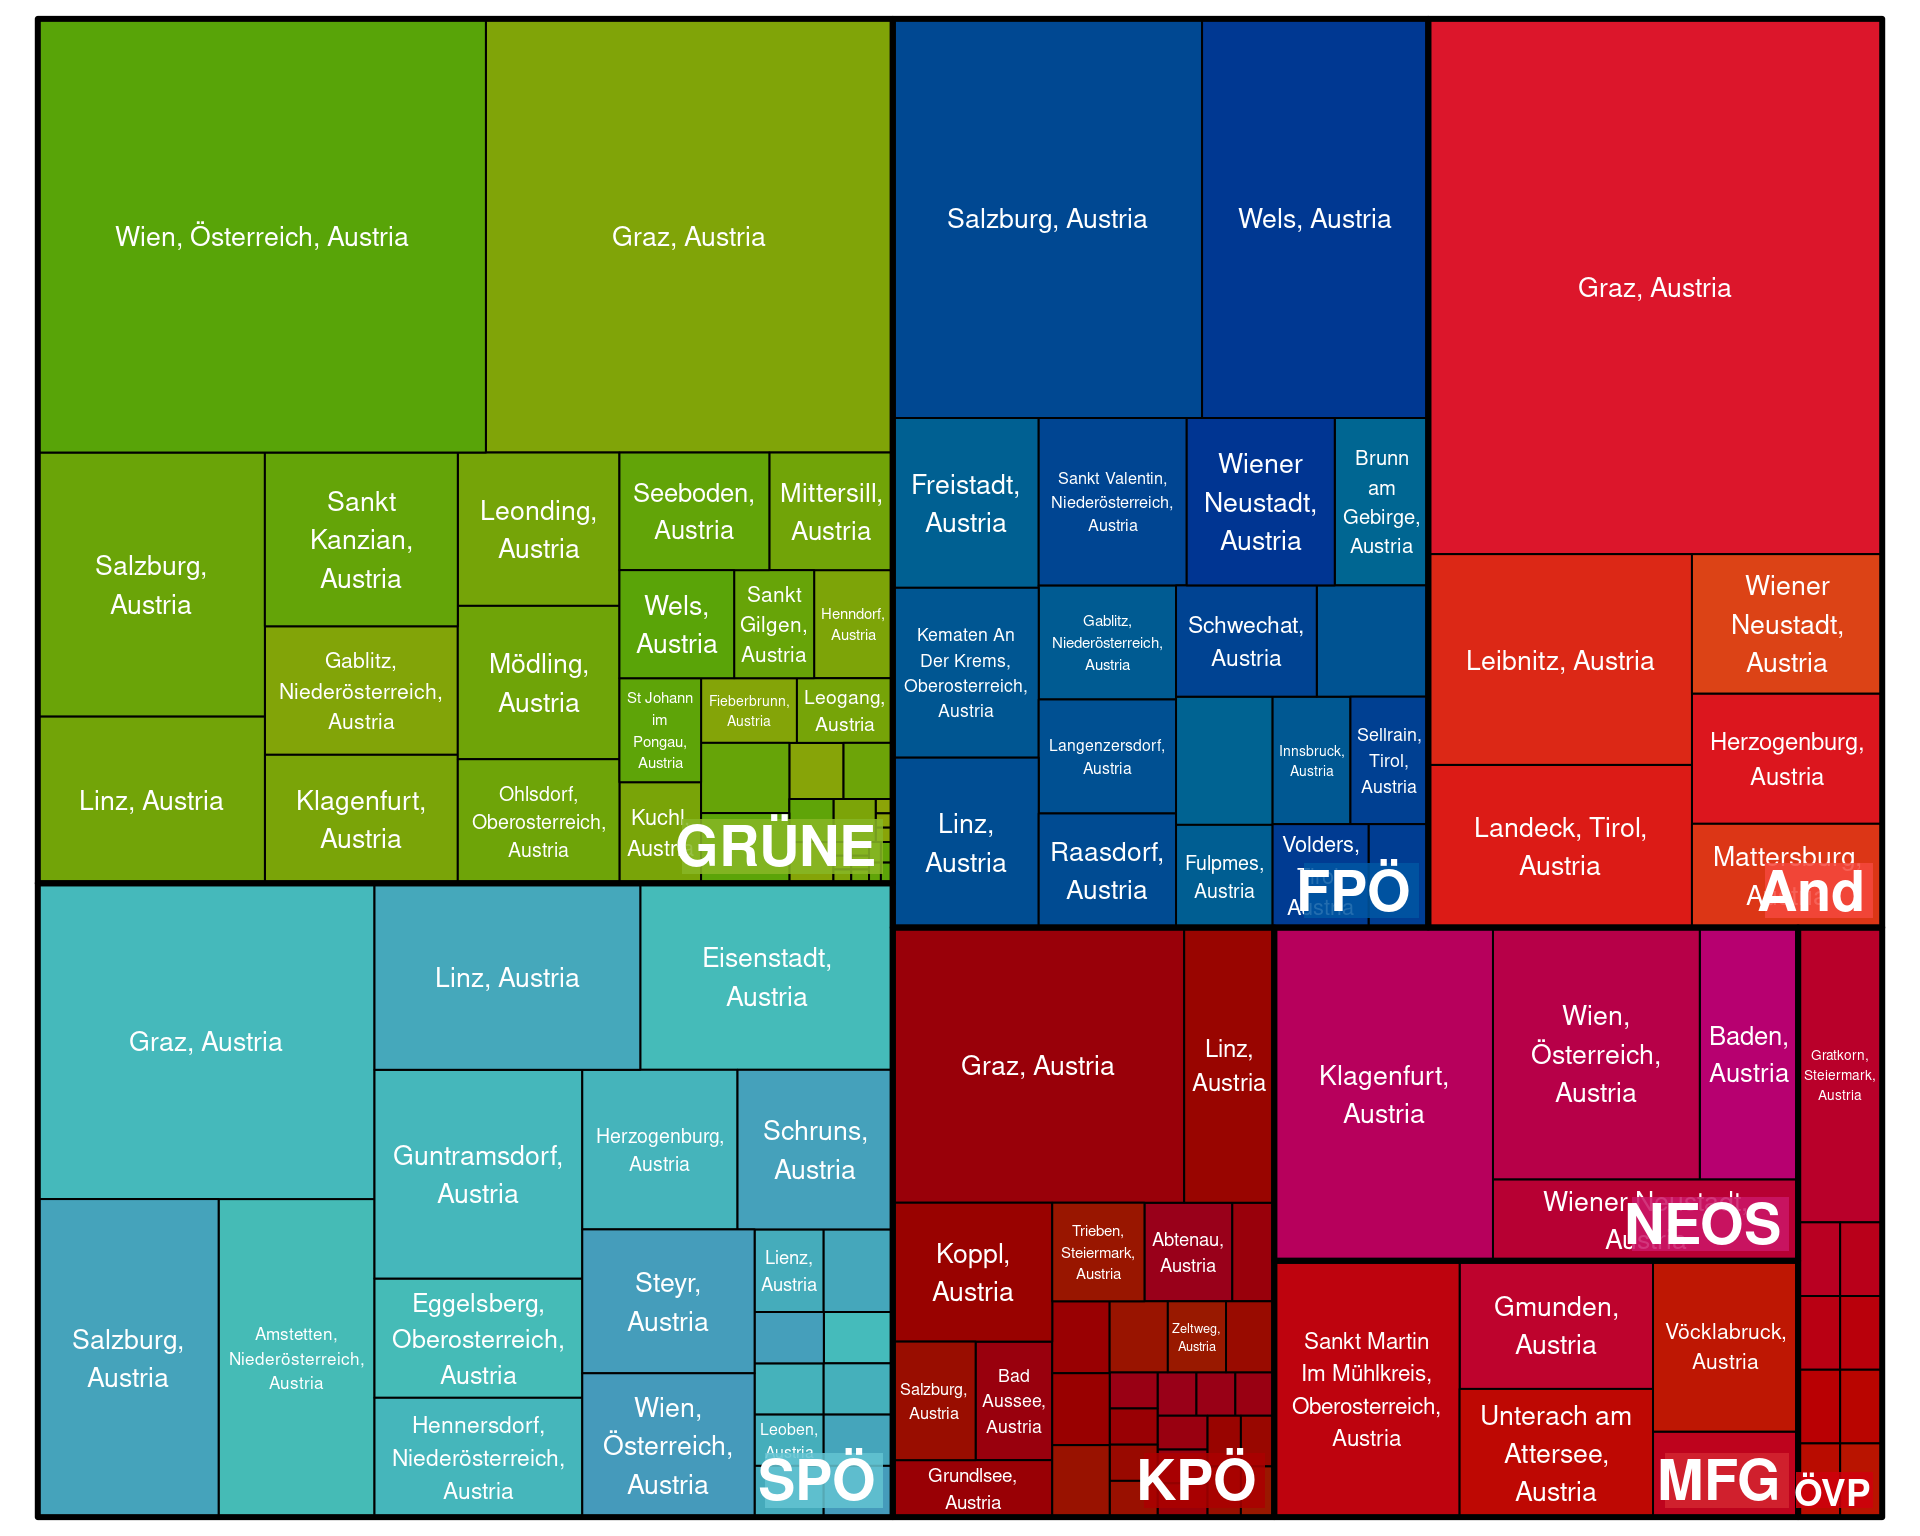 Wien, Österreich, Austria
Graz, Austria
Salzburg,
Austria
Sankt
Kanzian,
Austria
Leonding,
Austria
Seeboden,
Austria
Mittersill,
Austria
Wels,
Austria
Sankt
Gilgen,
Austria
Henndorf,
Austria
Gablitz,
Niederösterreich,
Austria
Mödling,
Austria
St Johann
im
Pongau,
Austria
Fieberbrunn,
Austria
Leogang,
Austria
Linz, Austria
Klagenfurt,
Austria
Ohlsdorf,
Oberosterreich,
Austria
Kuchl,
Austria
GRÜNE
Salzburg, Austria
Wels, Austria
Freistadt,
Austria
Sankt Valentin,
Niederösterreich,
Austria
Wiener
Neustadt,
Austria
Brunn
am
Gebirge,
Austria
Kematen An
Der Krems,
Oberosterreich,
Austria
Gablitz,
Niederösterreich,
Austria
Schwechat,
Austria
Langenzersdorf,
Austria
Innsbruck,
Austria
Sellrain,
Tirol,
Austria
Linz,
Austria
Raasdorf,
Austria
Fulpmes,
Austria
Volders,
Tirol,
Austria
FPÖ
Graz, Austria
Leibnitz, Austria
Wiener
Neustadt,
Austria
Herzogenburg,
Austria
Landeck, Tirol,
Austria
Mattersburg,
Austria
And
Graz, Austria
Linz, Austria
Eisenstadt,
Austria
Guntramsdorf,
Austria
Herzogenburg,
Austria
Schruns,
Austria
Salzburg,
Austria
Amstetten,
Niederösterreich,
Austria
Eggelsberg,
Oberosterreich,
Austria
Hennersdorf,
Niederösterreich,
Austria
Steyr,
Austria
Wien,
Österreich,
Austria
Lienz,
Austria
Leoben,
Austria
SPÖ
Graz, Austria
Linz,
Austria
Koppl,
Austria
Trieben,
Steiermark,
Austria
Abtenau,
Austria
Zeltweg,
Austria
Salzburg,
Austria
Bad
Aussee,
Austria
Grundlsee,
Austria
KPÖ
Klagenfurt,
Austria
Wien,
Österreich,
Austria
Baden,
Austria
Wiener Neustadt,
Austria
NEOS
Sankt Martin
Im Mühlkreis,
Oberosterreich,
Austria
Gmunden,
Austria
Vöcklabruck,
Austria
Unterach am
Attersee,
Austria
MFG
Gratkorn,
Steiermark,
Austria
ÖVP